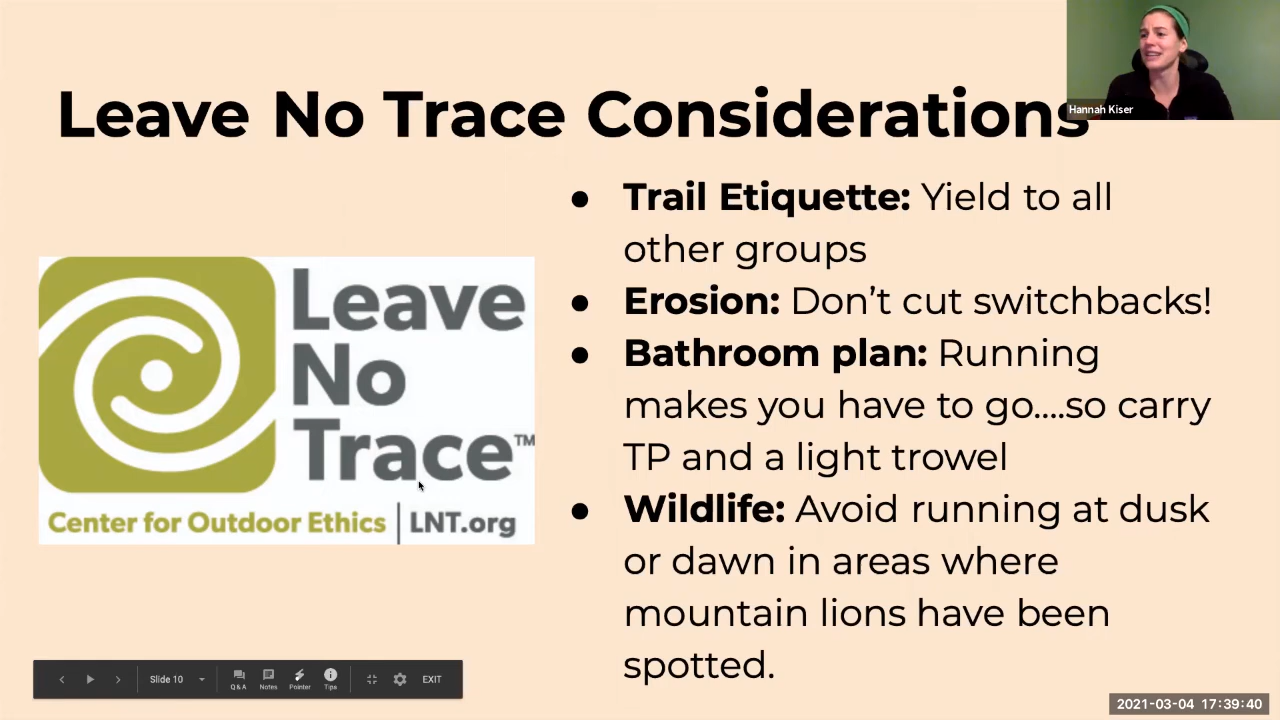 Leave No Trace Considerations
Hannah Kiser
● Trail Etiquette: Yield to all
other groups
● Erosion: Don’t cut switchbacks!
● Bathroom plan: Running
makes you have to go....so carry
TP and a light trowel
● Wildlife: Avoid running at dusk
or dawn in areas where
mountain lions have been
spotted.
Leave
No
Trace™
Center for Outdoor Ethics | LNT.org
Slide 10
Q&A
Notes
Pointer
Tips
EXIT
2021-03-04 17:39:40